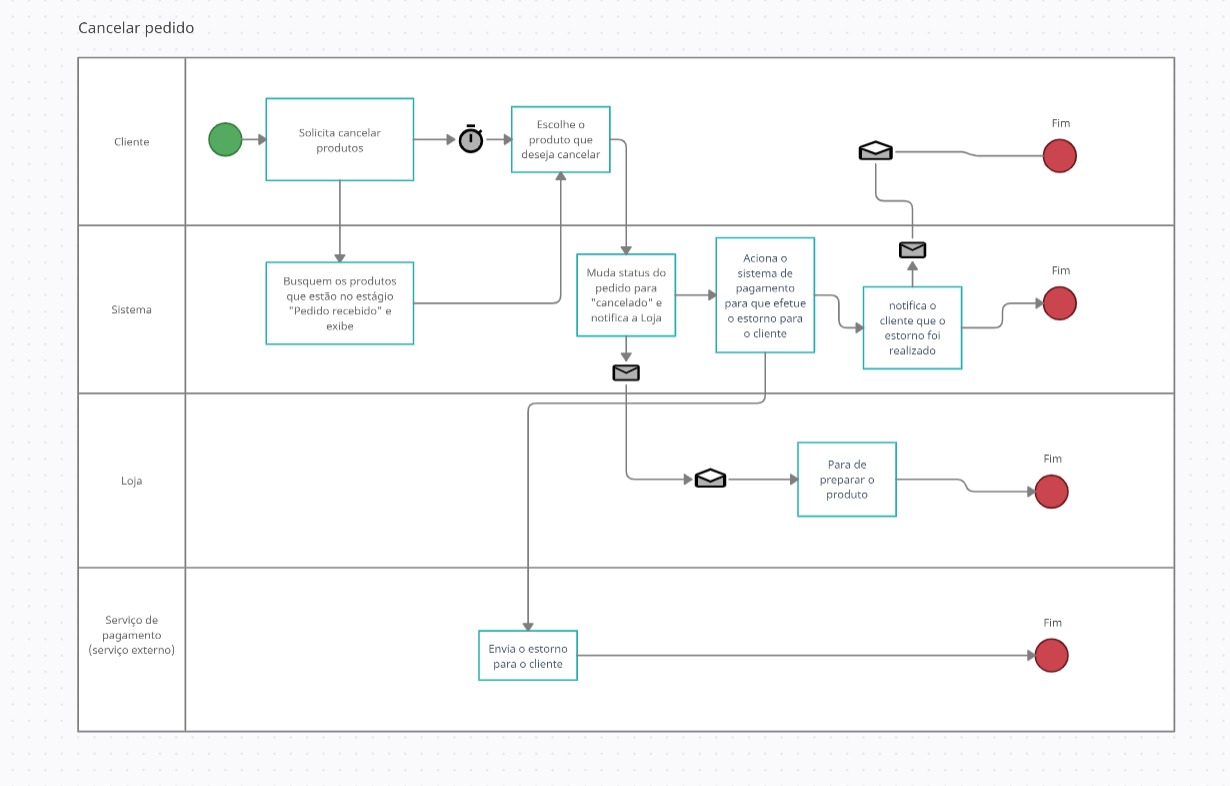 Cancelar pedido
Cliente
Solicita cancelar
produtos
Escolhe o
produto que
deseja cancelar
Fim
Sistema
Busquem os produtos
que estão no estágio
"Pedido recebido" e
exibe
Muda status do
pedido para
"cancelado" e
notifica a Loja
Aciona o
sistema de
pagamento
para que efetue
o estorno para
o cliente
notifica o
cliente que o
estorno foi
realizado
Fim
Loja
Para de
preparar o
produto
Fim
Serviço de
pagamento
(serviço externo)
Envia o estorno
para o cliente
Fim